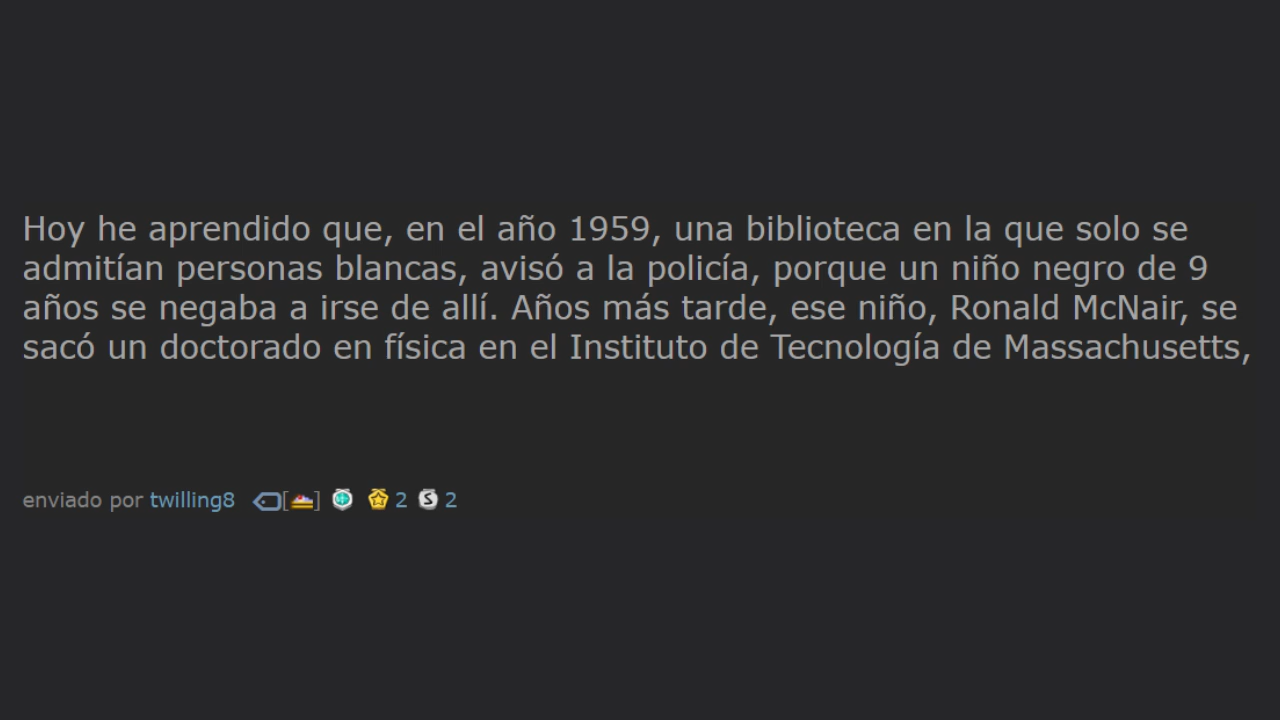 Hoy he aprendido que, en el año 1959, una biblioteca en la que solo se
admitían personas blancas, avisó a la policía, porque un niño negro de 9
años se negaba a irse de allí. Años más tarde, ese niño, Ronald McNair, se
sacó un doctorado en física en el Instituto de Tecnología de Massachusetts,
enviado por twilling8 [] 2 S 2